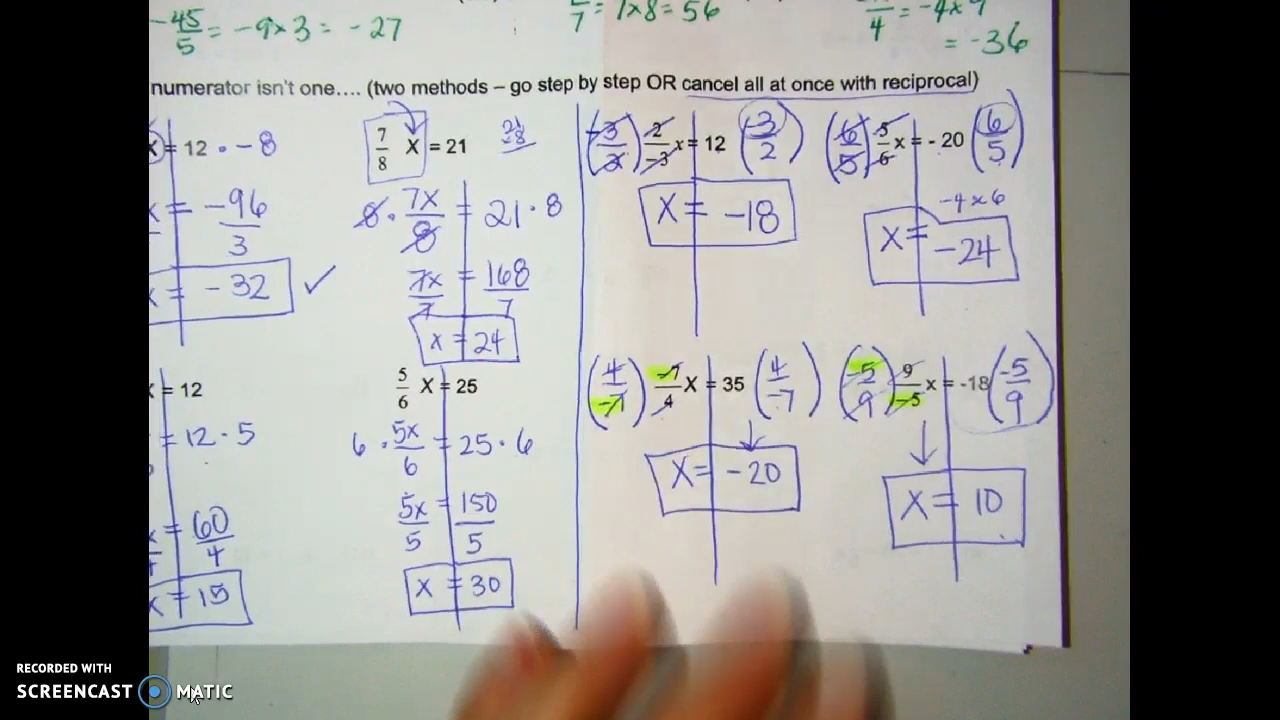 -45/5 = -9 x 3 = -27
7 = 7 x 8 = 56
4 = -4 x 9
= -36
numerator isn't one.... (two methods – go step by step OR cancel all at once with reciprocal)
X = 12 · -8
= -96/3
= -32 ✓
7/8 X = 21
8 · 7X/8 = 21 · 8
7x/7 = 168/7
x = 24
(-3/2) 2/-3 x = 12 (-3/2)
X = -18
(6/5) 5/6 x = - 20 (6/5)
-4 x 6
X = -24
X = 12
= 12 · 5
= 60/4
x = 15
5/6 X = 25
6 · 5x/6 = 25 · 6
5x/5 = 150/5
x = 30
(4/-7) -7/4 X = 35 (4/-7)
X = -20
(-5/9) 9/-5 x = -18 (-5/9)
X = 10
RECORDED WITH
SCREENCAST MATIC